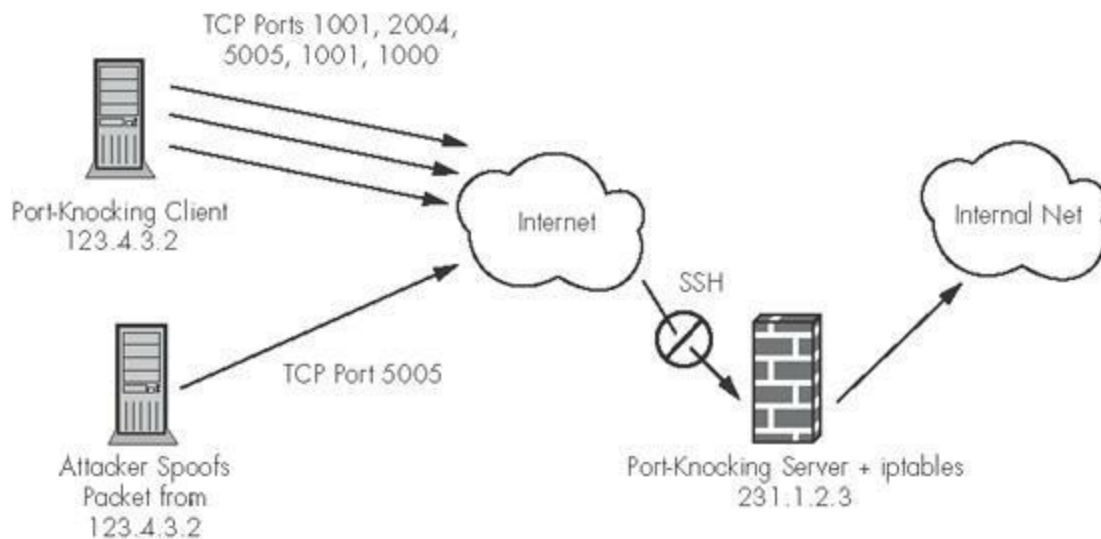 TCP Ports 1001, 2004,
5005, 1001, 1000
Port-Knocking Client
123.4.3.2
Internet
Internal Net
SSH
TCP Port 5005
Attacker Spoofs
Packet from
123.4.3.2
Port-Knocking Server + iptables
231.1.2.3